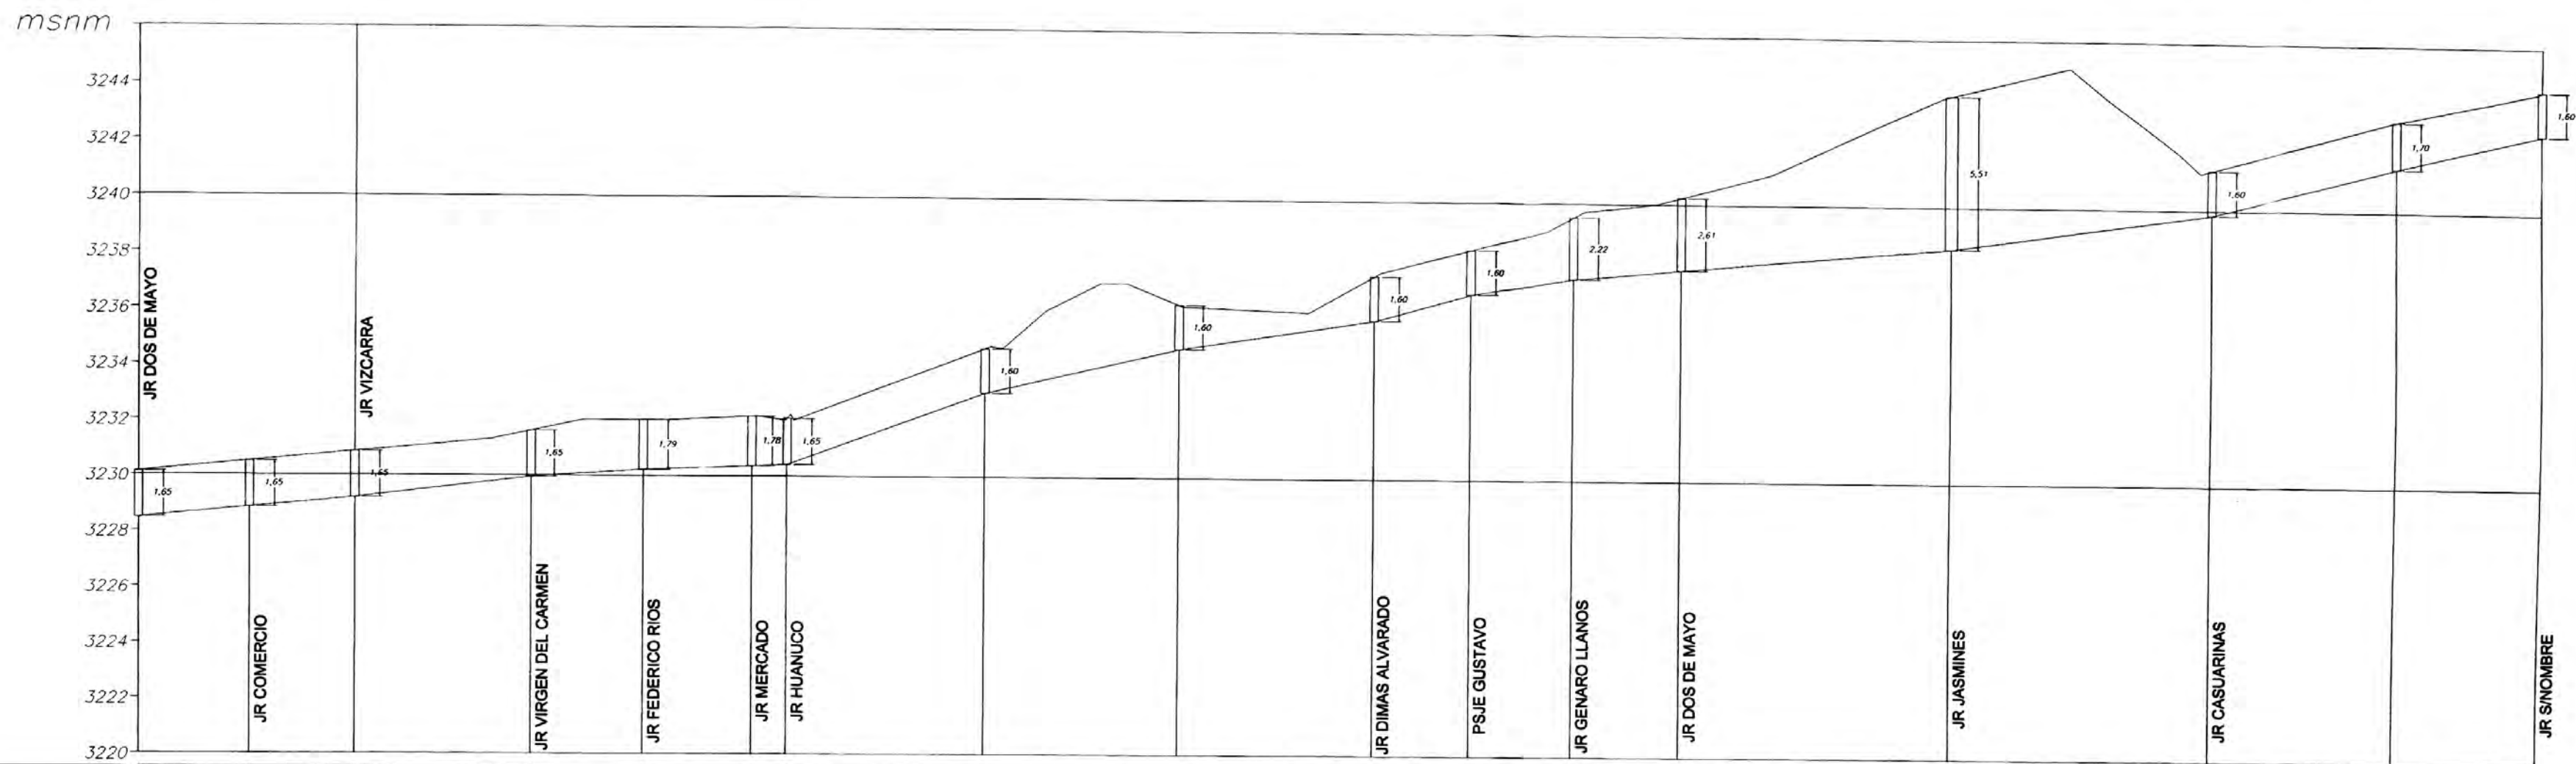 msnm
3244
3242
3240
3238
3236
3234
3232
3230
3228
3226
3224
3222
3220
JR DOS DE MAYO
JR COMERCIO
JR VIZCARRA
JR VIRGEN DEL CARMEN
JR FEDERICO RIOS
JR MERCADO
JR HUANUCO
JR DIMAS ALVARADO
PSJE GUSTAVO
JR GENARO LLANOS
JR DOS DE MAYO
JR JASMINES
JR CASUARINAS
JR S/NOMBRE
1,65
1,65
1,65
1,65
1,79
1,78
1,65
1,60
1,60
1,60
1,60
2,22
2,61
5,51
1,60
1,70
1,60